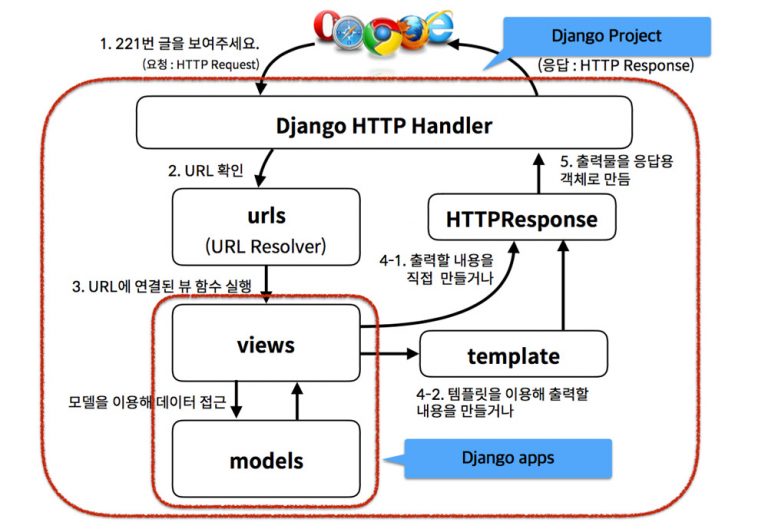 1. 221번 글을 보여주세요.
(요청 : HTTP Request)
Django Project
(응답 : HTTP Response)
Django HTTP Handler
2. URL 확인
urls
(URL Resolver)
5. 출력물을 응답용
객체로 만듬
HTTPResponse
4-1. 출력할 내용을
직접 만들거나
3. URL에 연결된 뷰 함수 실행
views
template
모델을 이용해 데이터 접근
4-2. 템플릿을 이용해 출력할
내용을 만들거나
models
Django apps